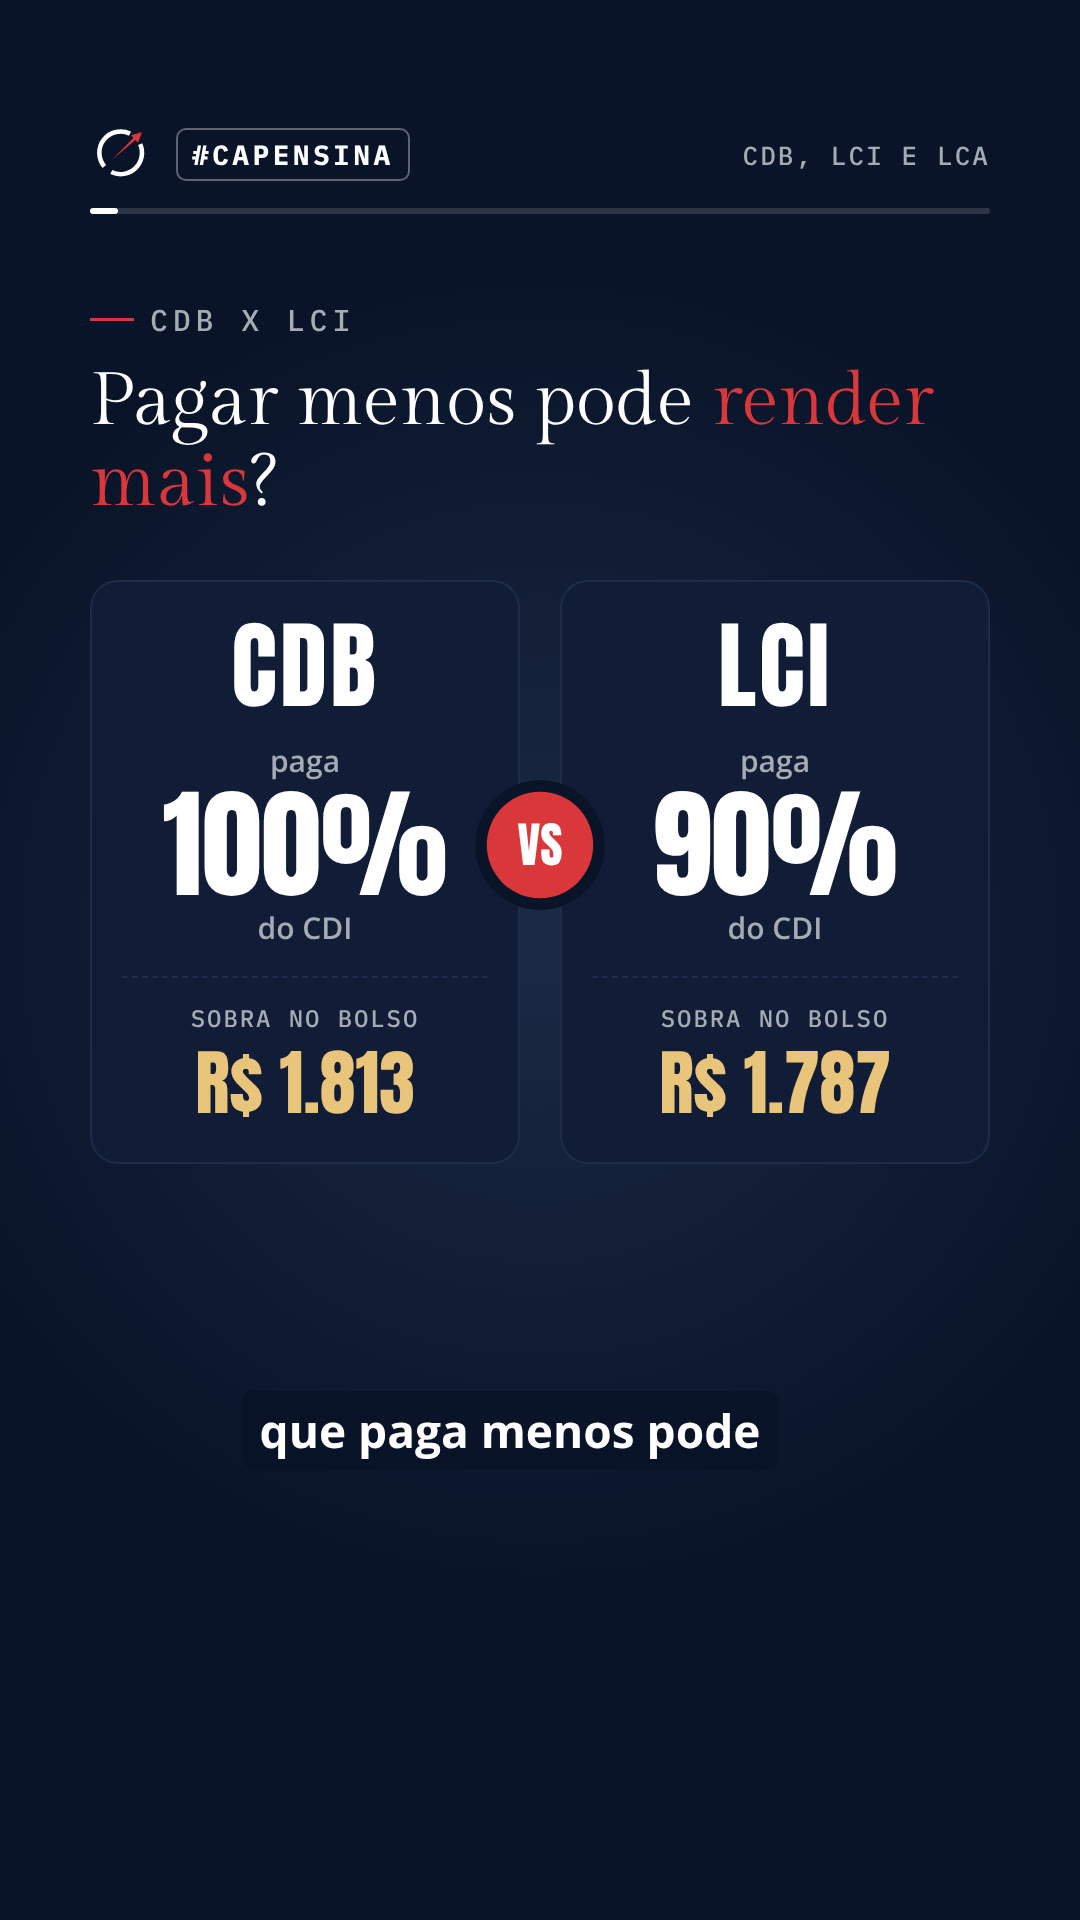 #CAPENSINA
CDB, LCI E LCA
CDB X LCI
Pagar menos pode render
mais?
CDB
paga
100%
do CDI
SOBRA NO BOLSO
R$ 1.813
VS
LCI
paga
90%
do CDI
SOBRA NO BOLSO
R$ 1.787
que paga menos pode